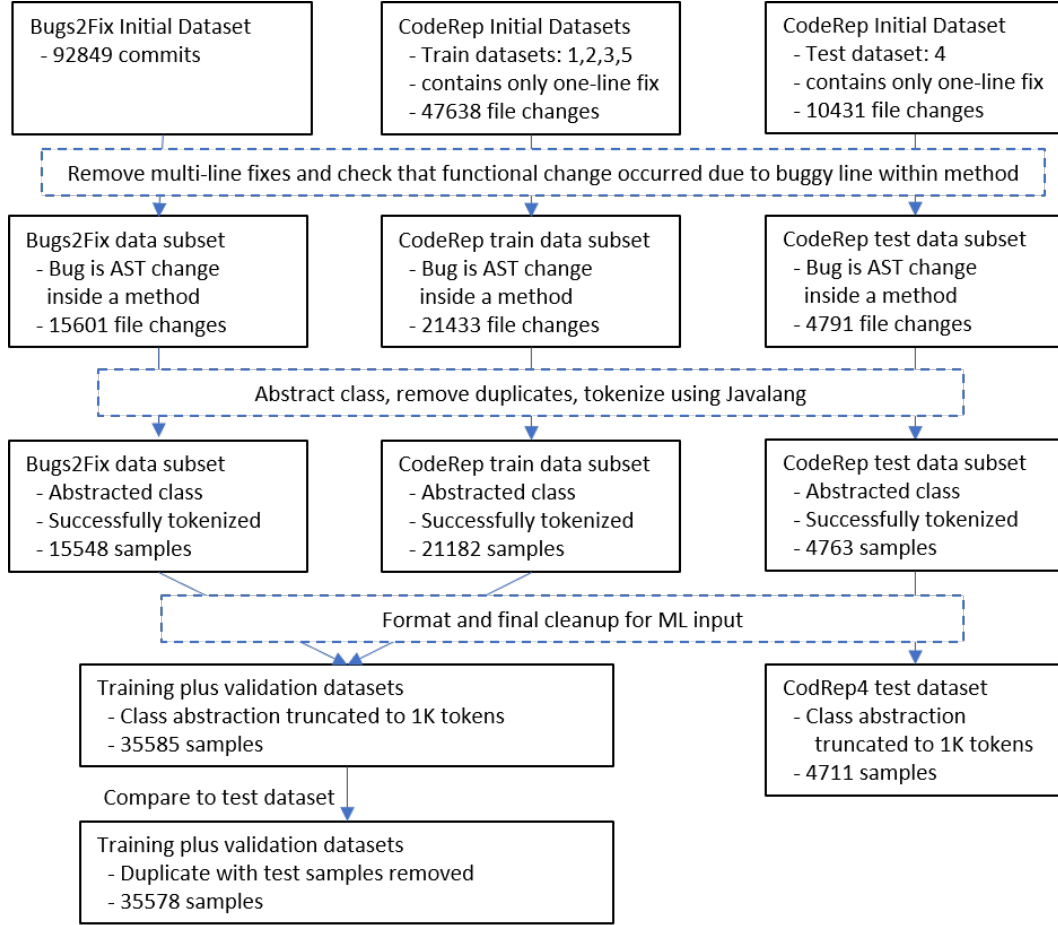 Bugs2Fix Initial Dataset
- 92849 commits
CodeRep Initial Datasets
- Train datasets: 1,2,3,5
- contains only one-line fix
- 47638 file changes
CodeRep Initial Dataset
- Test dataset: 4
- contains only one-line fix
- 10431 file changes
Remove multi-line fixes and check that functional change occurred due to buggy line within method
Bugs2Fix data subset
- Bug is AST change
inside a method
- 15601 file changes
CodeRep train data subset
- Bug is AST change
inside a method
- 21433 file changes
CodeRep test data subset
- Bug is AST change
inside a method
- 4791 file changes
Abstract class, remove duplicates, tokenize using Javalang
Bugs2Fix data subset
- Abstracted class
- Successfully tokenized
- 15548 samples
CodeRep train data subset
- Abstracted class
- Successfully tokenized
- 21182 samples
CodeRep test data subset
- Abstracted class
- Successfully tokenized
- 4763 samples
Format and final cleanup for ML input
Training plus validation datasets
- Class abstraction truncated to 1K tokens
- 35585 samples
CodRep4 test dataset
- Class abstraction
truncated to 1K tokens
- 4711 samples
Compare to test dataset
Training plus validation datasets
- Duplicate with test samples removed
- 35578 samples